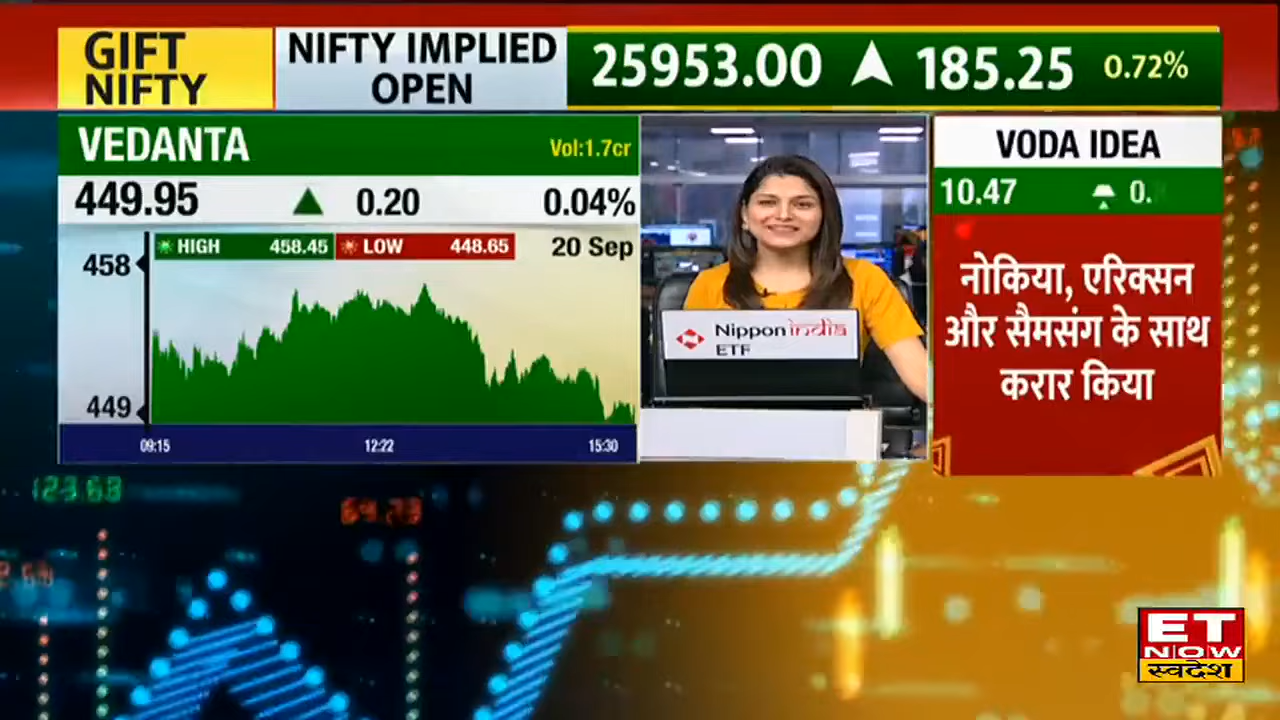 GIFT
NIFTY
NIFTY IMPLIED
OPEN
25953.00
185.25
0.72%
VEDANTA
Vol:1.7cr
449.95
0.20
0.04%
HIGH
458.45
LOW
448.65
20 Sep
458
449
09:15
12:22
15:30
Nipponindia
ETF
VODA IDEA
10.47
0.
नोकिया, एरिक्सन
और सैमसंग के साथ
करार किया
ET
NOW
स्वदेश